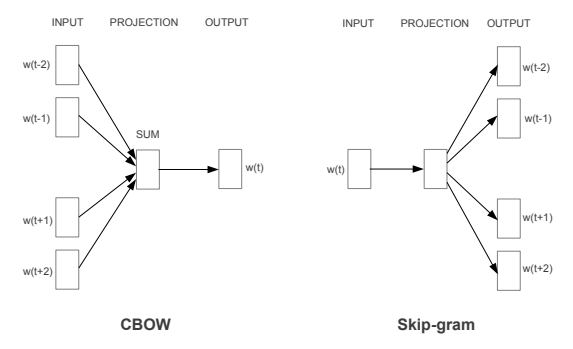 INPUT PROJECTION OUTPUT
w(t-2)
w(t-1)
SUM
w(t)
w(t+1)
w(t+2)
CBOW
INPUT PROJECTION OUTPUT
w(t-2)
w(t-1)
w(t)
w(t+1)
w(t+2)
Skip-gram